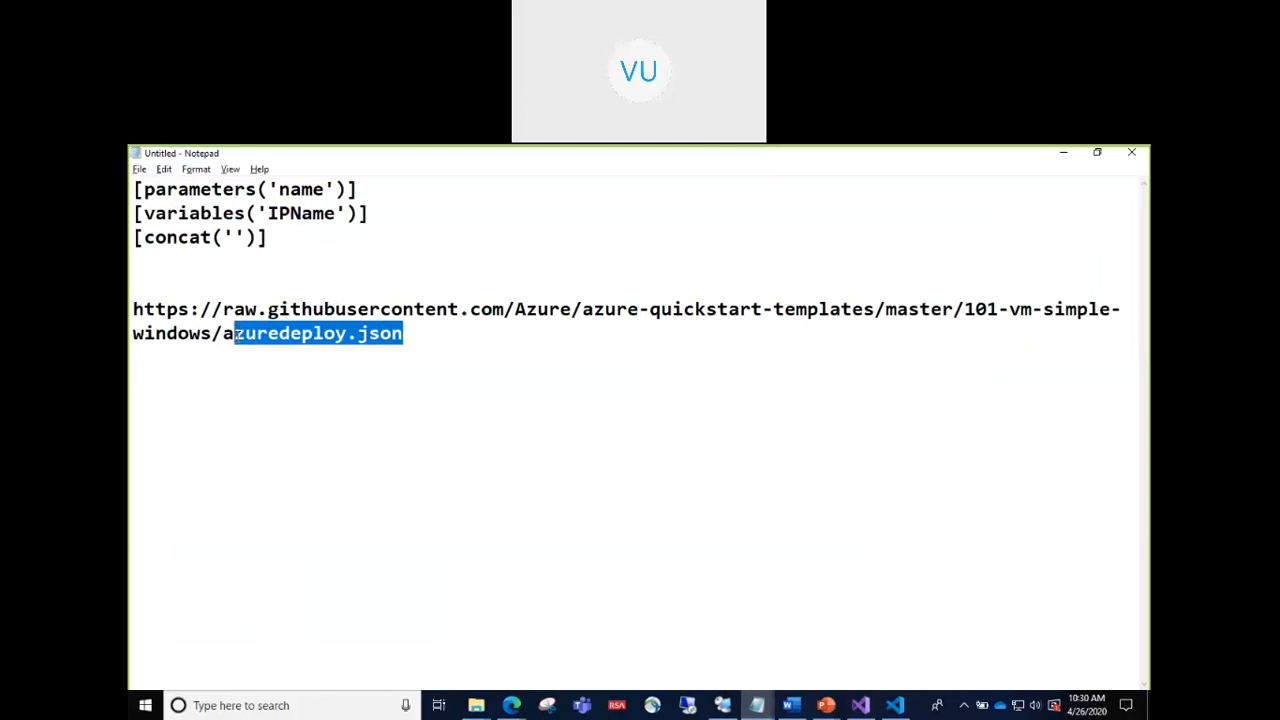 VU
Untitled - Notepad
File Edit Format View Help
[parameters('name')]
[variables('IPName')]
[concat('')]
https://raw.githubusercontent.com/Azure/azure-quickstart-templates/master/101-vm-simple-
windows/azuredeploy.json
Type here to search
RSA
10:30 AM
4/26/2020